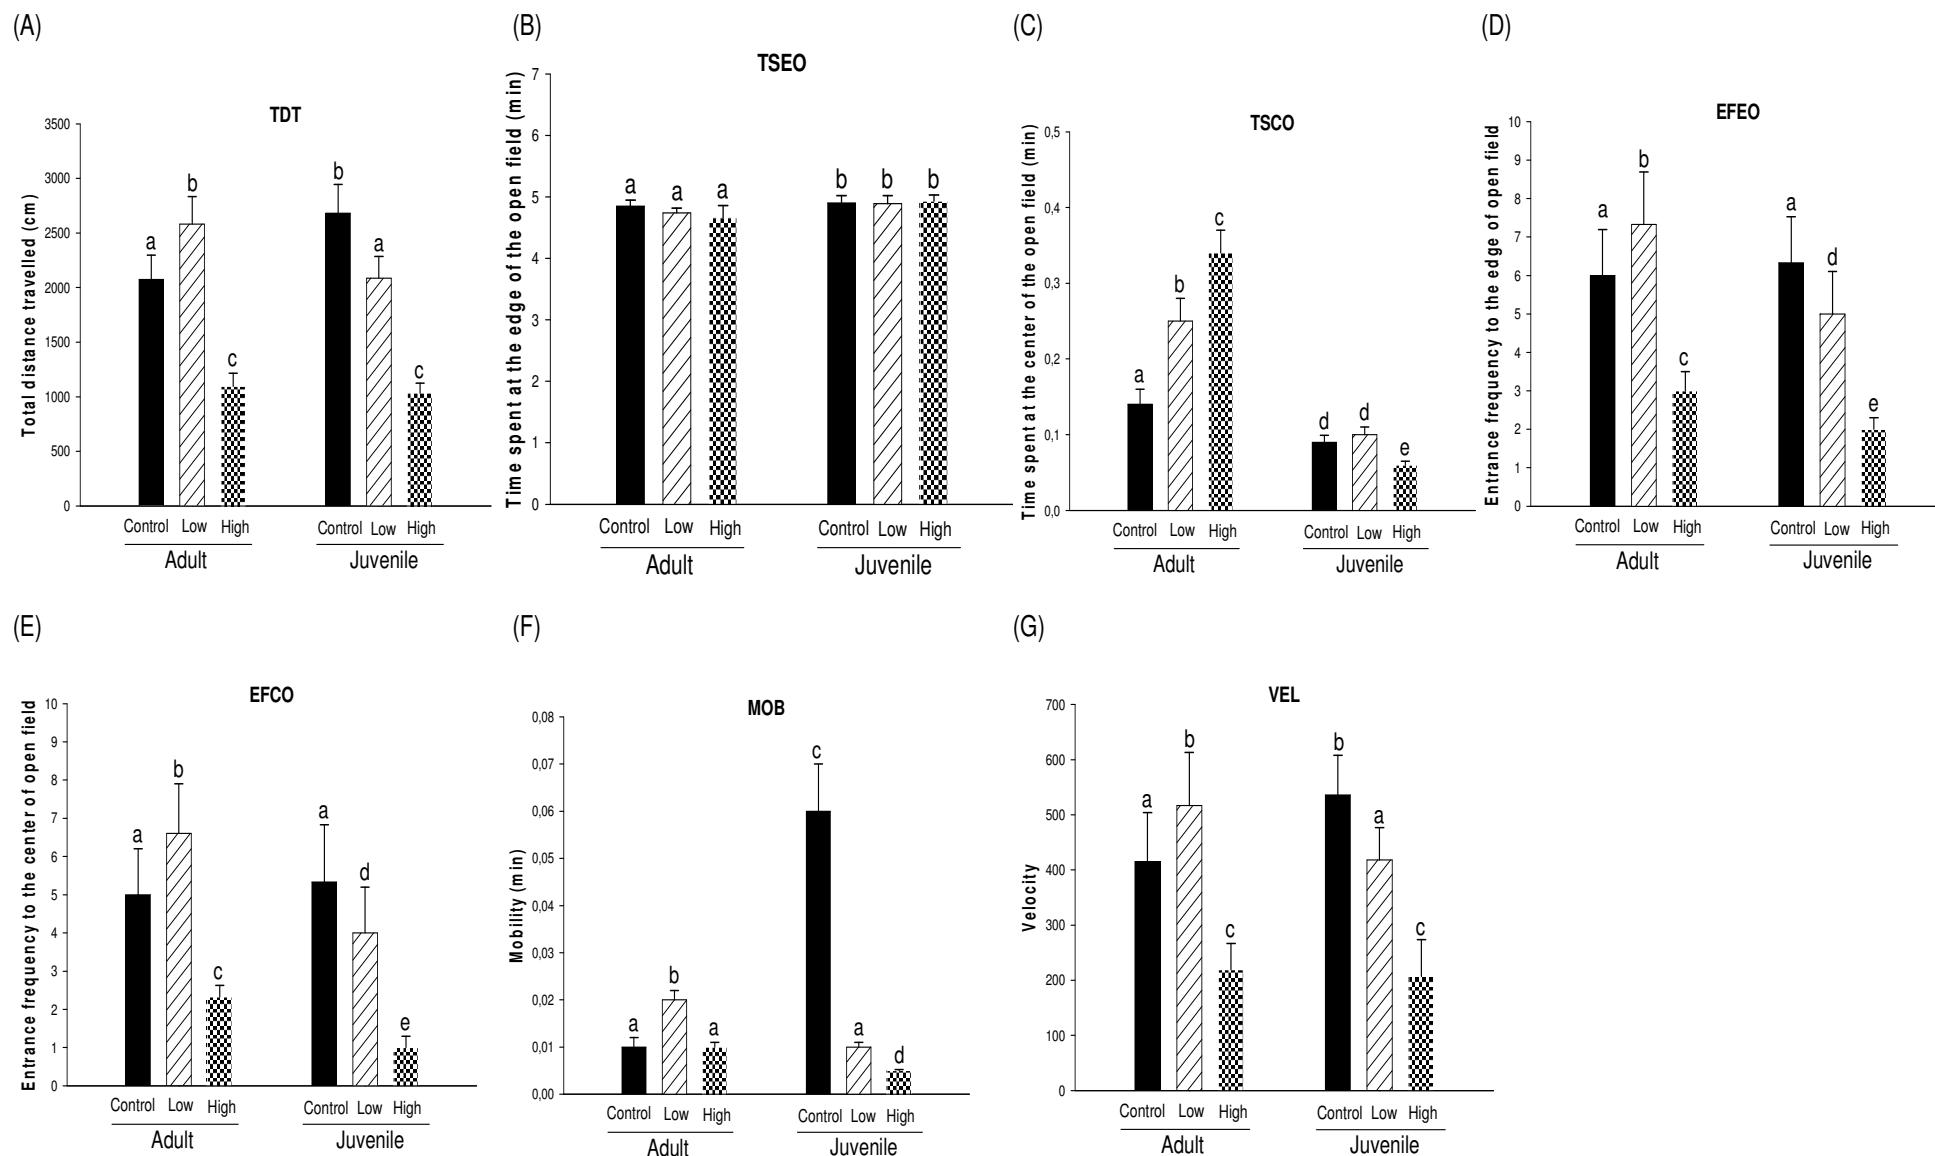 (A)
TDT
Total distance travelled (cm)
3500
3000
2500
2000
1500
1000
500
0
a
b
c
b
a
c
Control Low High
Control Low High
Adult
Juvenile
(B)
TSEO
Time spent at the edge of the open field (min)
7
6
5
4
3
2
1
0
a
a
a
b
b
b
Control Low High
Control Low High
Adult
Juvenile
(C)
TSCO
Time spent at the center of the open field (min)
0,5
0,4
0,3
0,2
0,1
0,0
a
b
c
d
d
e
Control Low High
Control Low High
Adult
Juvenile
(D)
EFEO
Entrance frequency to the edge of open field
10
9
8
7
6
5
4
3
2
1
0
a
b
c
a
d
e
Control Low High
Control Low High
Adult
Juvenile
(E)
EFCO
Entrance frequency to the center of open field
10
9
8
7
6
5
4
3
2
1
0
a
b
c
a
d
e
Control Low High
Control Low High
Adult
Juvenile
(F)
MOB
Mobility (min)
0,08
0,07
0,06
0,05
0,04
0,03
0,02
0,01
0,00
a
b
a
c
a
d
Control Low High
Control Low High
Adult
Juvenile
(G)
VEL
Velocity
700
600
500
400
300
200
100
0
a
b
c
b
a
c
Control Low High
Control Low High
Adult
Juvenile